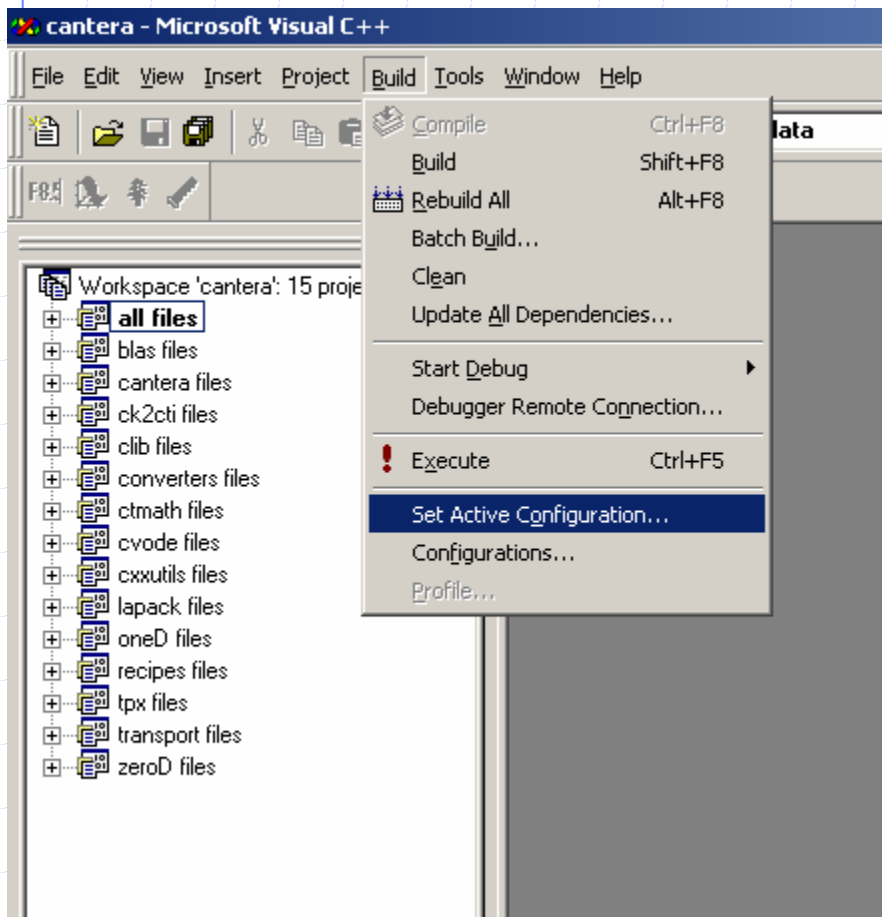 cantera - Microsoft Visual C++
File Edit View Insert Project Build Tools Window Help
Compile Ctrl+F8
Build Shift+F8
Rebuild All Alt+F8
Batch Build...
Clean
Update All Dependencies...
Start Debug
Debugger Remote Connection...
Execute Ctrl+F5
Set Active Configuration...
Configurations...
Profile...
Workspace 'cantera': 15 proje
all files
blas files
cantera files
ck2cti files
clib files
converters files
ctmath files
cvode files
cxxutils files
lapack files
oneD files
recipes files
tpx files
transport files
zeroD files